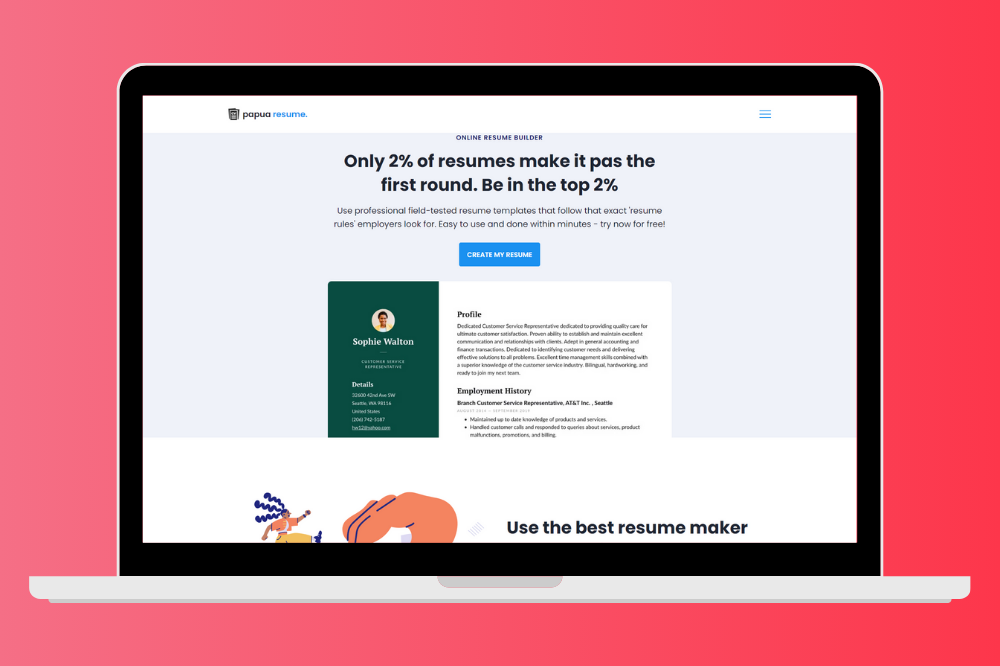 papua resume.
ONLINE RESUME BUILDER
Only 2% of resumes make it pas the
first round. Be in the top 2%
Use professional field-tested resume templates that follow that exact 'resume
rules' employers look for. Easy to use and done within minutes - try now for free!
CREATE MY RESUME
Sophie Walton
CUSTOMER SERVICE
REPRESENTATIVE
Details
32600 42nd Ave SW
Seattle, WA 98116
United States
(206) 742-5187
hw12@yahoo.com
Profile
Dedicated Customer Service Representative dedicated to providing quality care for
ultimate customer satisfaction. Proven ability to establish and maintain excellent
communication and relationships with clients. Adept in general accounting and
finance transactions. Dedicated to identifying customer needs and delivering
effective solutions to all problems. Excellent time management skills combined with
a superior knowledge of the customer service industry. Bilingual, hardworking, and
ready to join my next team.
Employment History
Branch Customer Service Representative, AT&T Inc. , Seattle
AUGUST 2014 — SEPTEMBER 2019
• Maintained up to date knowledge of products and services.
• Handled customer calls and responded to queries about services, product
malfunctions, promotions, and billing.
Use the best resume maker